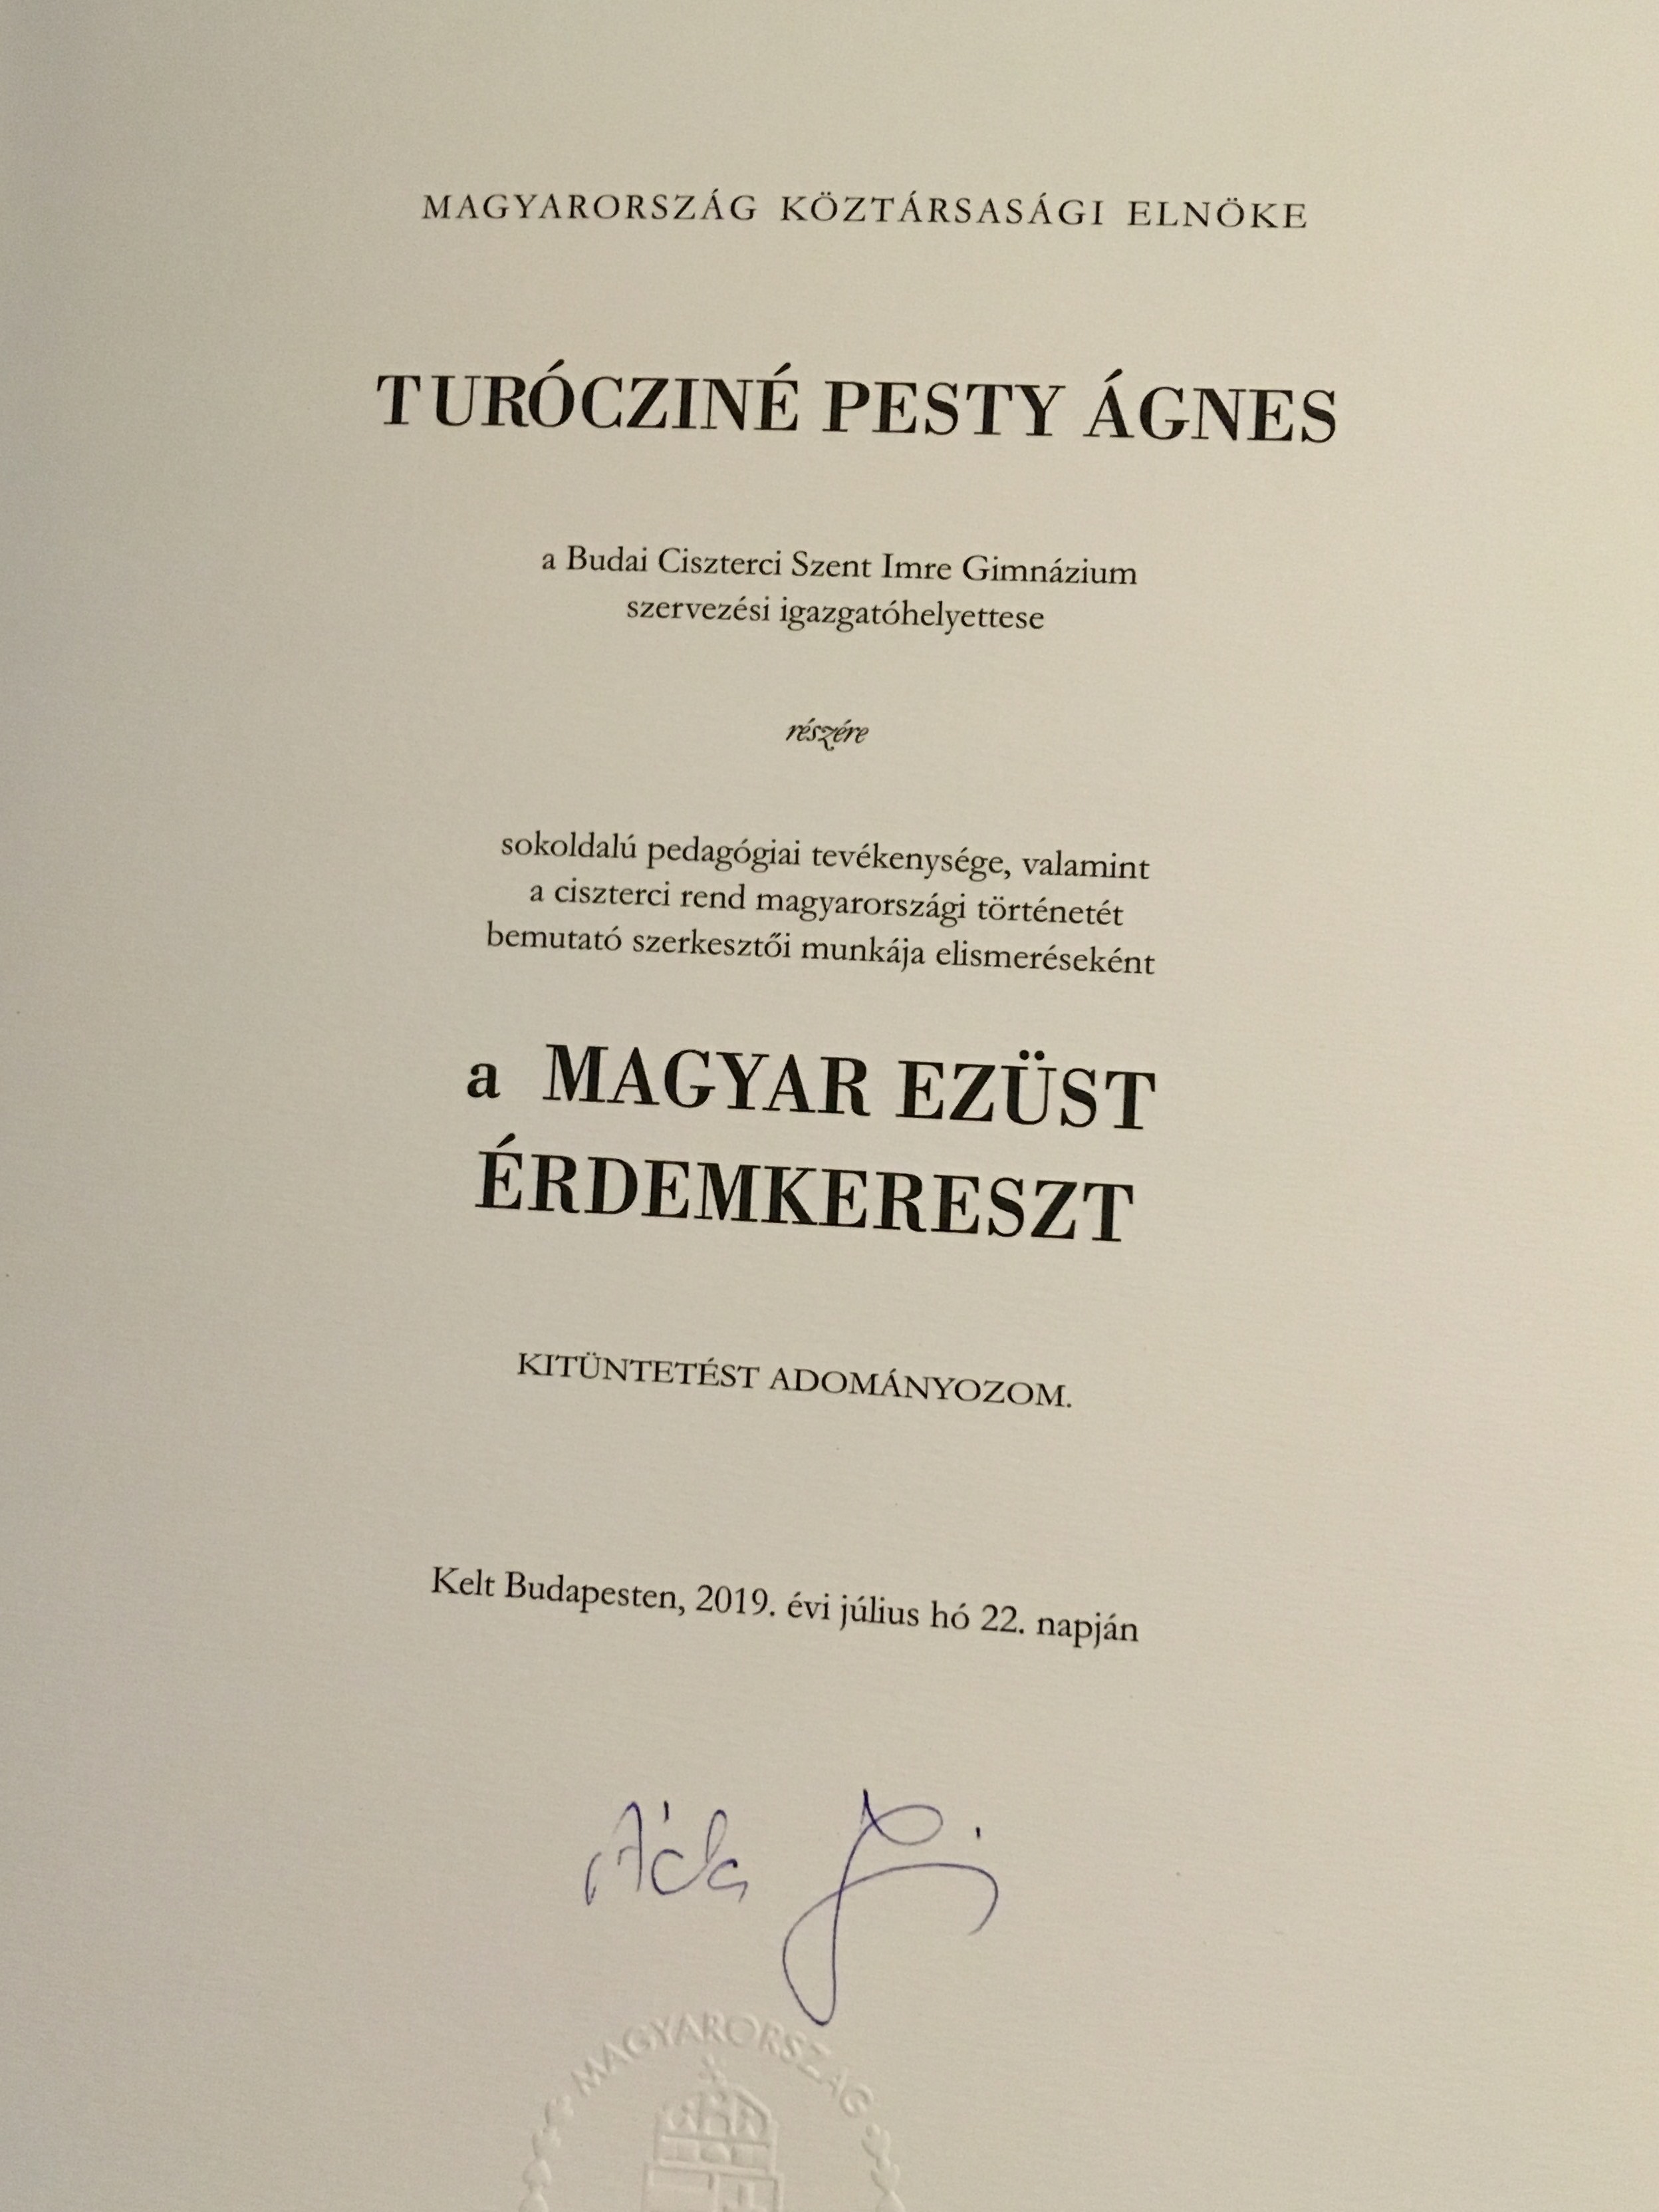 MAGYARORSZÁG KÖZTÁRSASÁGI ELNÖKE
TURÓCZINÉ PESTY ÁGNES
a Budai Ciszterci Szent Imre Gimnázium
szervezési igazgatóhelyettese
részére
sokoldalú pedagógiai tevékenysége, valamint
a ciszterci rend magyarországi történetét
bemutató szerkesztői munkája elismeréseként
a MAGYAR EZÜST
ÉRDEMKERESZT
KITÜNTETÉST ADOMÁNYOZOM.
Kelt Budapesten, 2019. évi július hó 22. napján
MAGYARORSZÁG